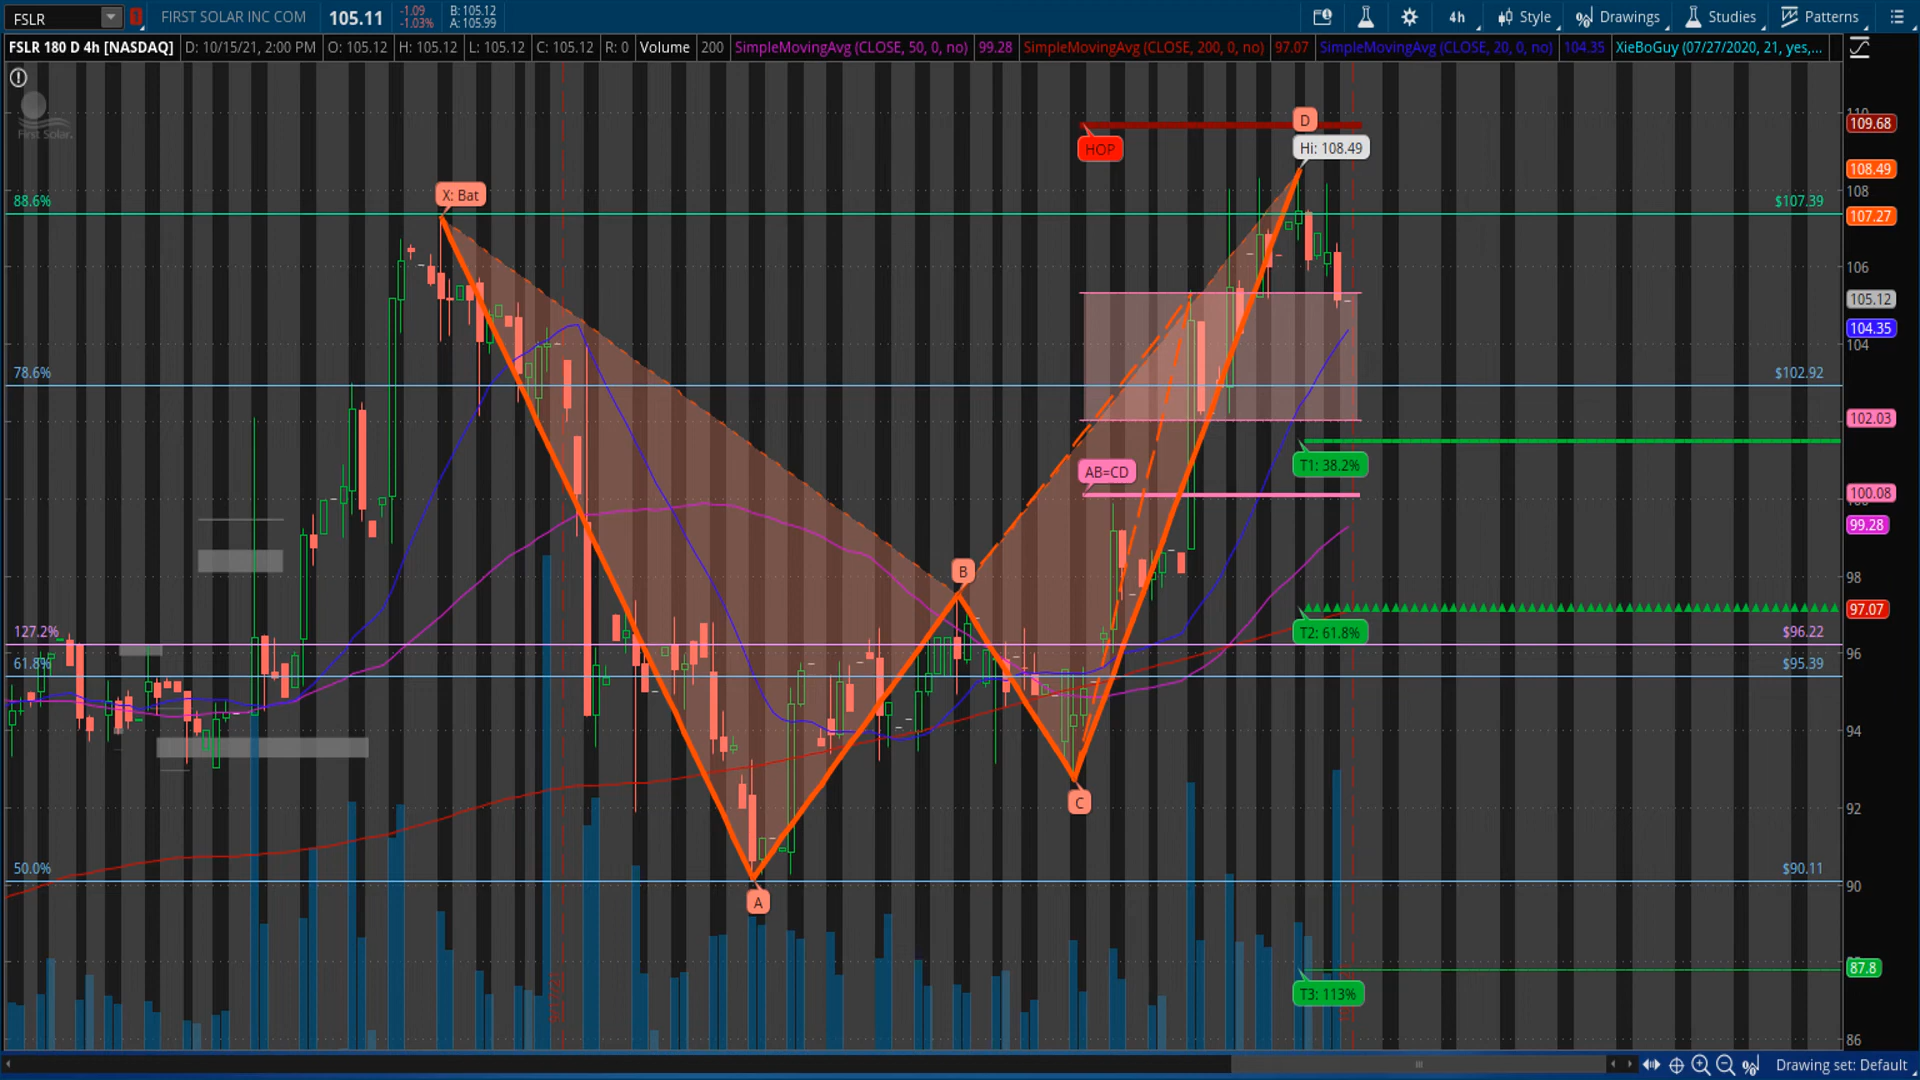 FSLR
FIRST SOLAR INC COM
105.11
-1.09
-1.03%
B: 105.12
A: 105.99
4h
Style
Drawings
Studies
Patterns
FSLR 180 D 4h [NASDAQ]
D: 10/15/21, 2:00 PM
O: 105.12
H: 105.12
L: 105.12
C: 105.12
R: 0
Volume
200
SimpleMovingAvg (CLOSE, 50, 0, no)
99.28
SimpleMovingAvg (CLOSE, 200, 0, no)
97.07
SimpleMovingAvg (CLOSE, 20, 0, no)
104.35
XieBoGuy (07/27/2020, 21, yes,...
First Solar.
D
110
109.68
HOP
Hi: 108.49
108.49
X: Bat
88.6%
$107.39
108
107.27
106
105.12
104.35
104
78.6%
$102.92
102.03
T1: 38.2%
AB=CD
100.08
99.28
B
98
97.07
127.2%
T2: 61.8%
$96.22
61.8%
$95.39
96
94
C
92
50.0%
$90.11
90
A
87.8
T3: 113%
86
Drawing set: Default